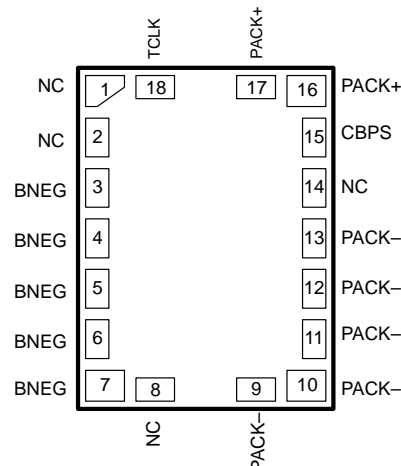 TCLK
PACK+
NC 1 18 17 16 PACK+
NC 2 15 CBPS
BNEG 3 14 NC
BNEG 4 13 PACK–
BNEG 5 12 PACK–
BNEG 6 11 PACK–
BNEG 7 8 9 10 PACK–
NC
PACK–